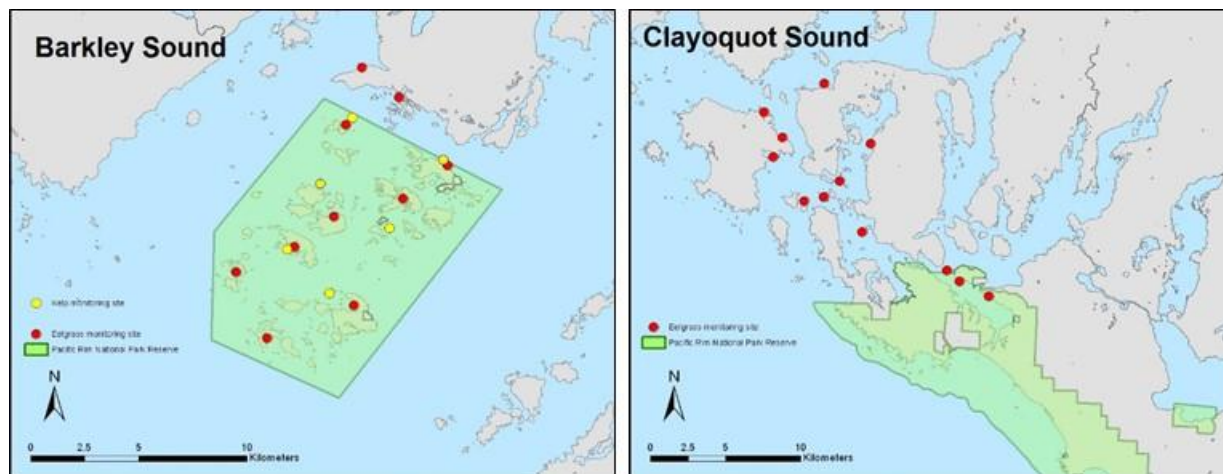 Barkley Sound
Kelp monitoring site
Eelgrass monitoring site
Pacific Rim National Park Reserve
N
0 2.5 5 10
Kilometers
Clayoquot Sound
Eelgrass monitoring site
Pacific Rim National Park Reserve
N
0 2.5 5 10
Kilometers